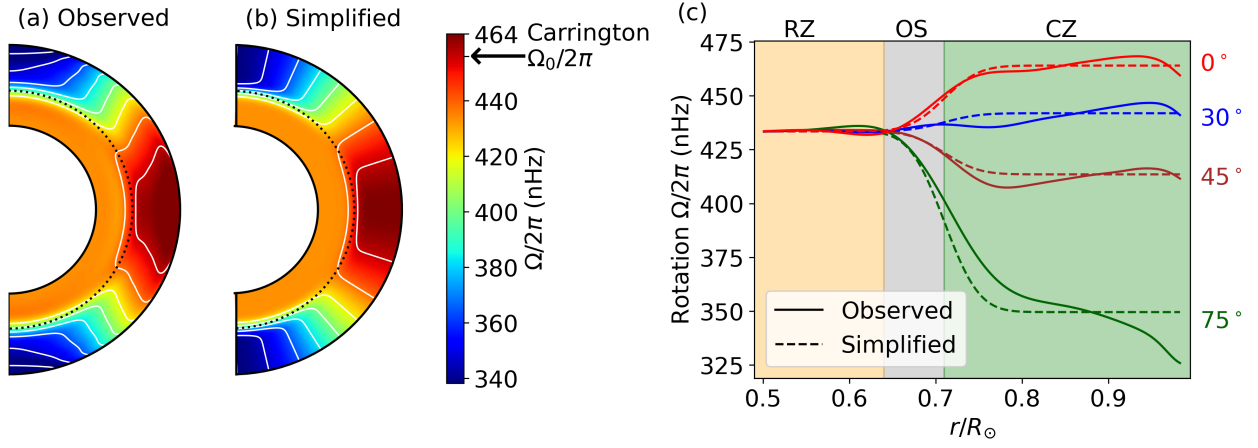 (a) Observed
(b) Simplified
464 Carrington
Ω₀/2π
440
420
400
380
360
340
Ω/2π (nHz)
(c)
RZ OS CZ
475
450
425
400
375
350
325
Rotation Ω/2π (nHz)
0°
30°
45°
75°
Observed
Simplified
0.5 0.6 0.7 0.8 0.9
r/R⊙